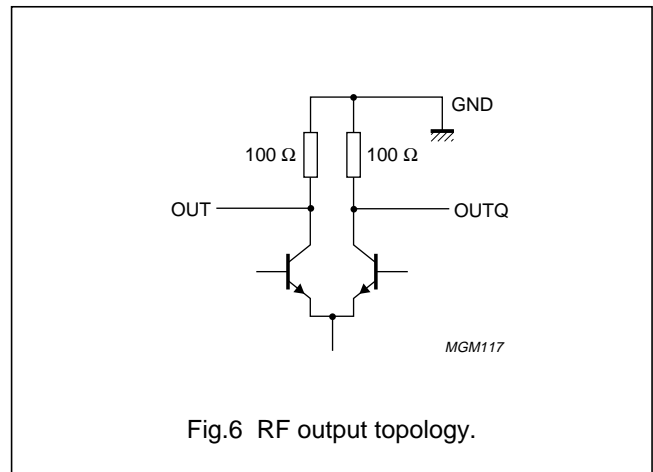 GND
100 Ω 100 Ω
OUT OUTQ
MGM117
Fig.6 RF output topology.